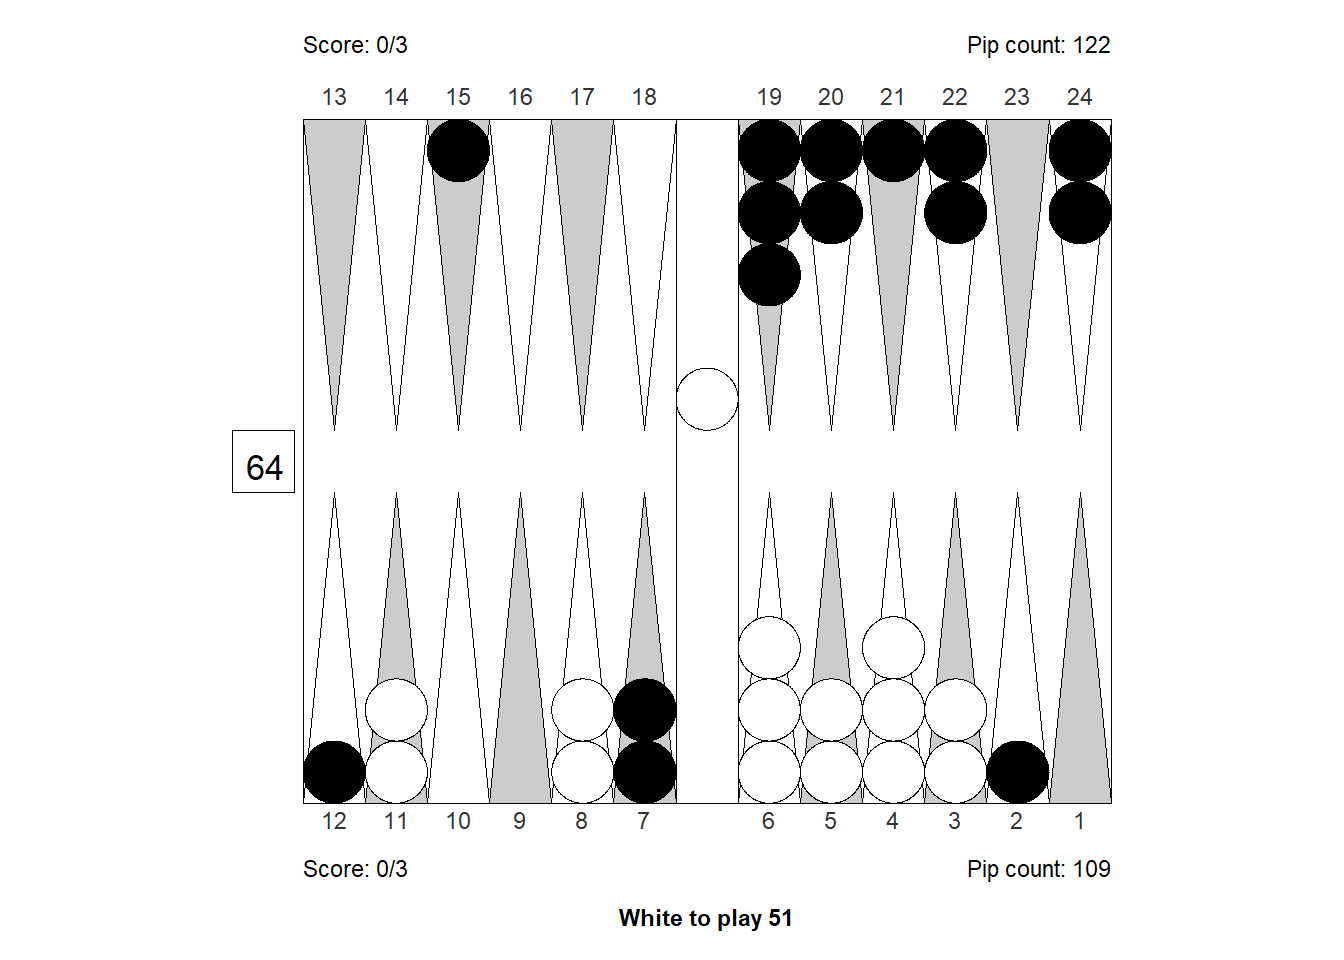 Score: 0/3 Pip count: 122
13 14 15 16 17 18 19 20 21 22 23 24
64
12 11 10 9 8 7 6 5 4 3 2 1
Score: 0/3 Pip count: 109
White to play 51